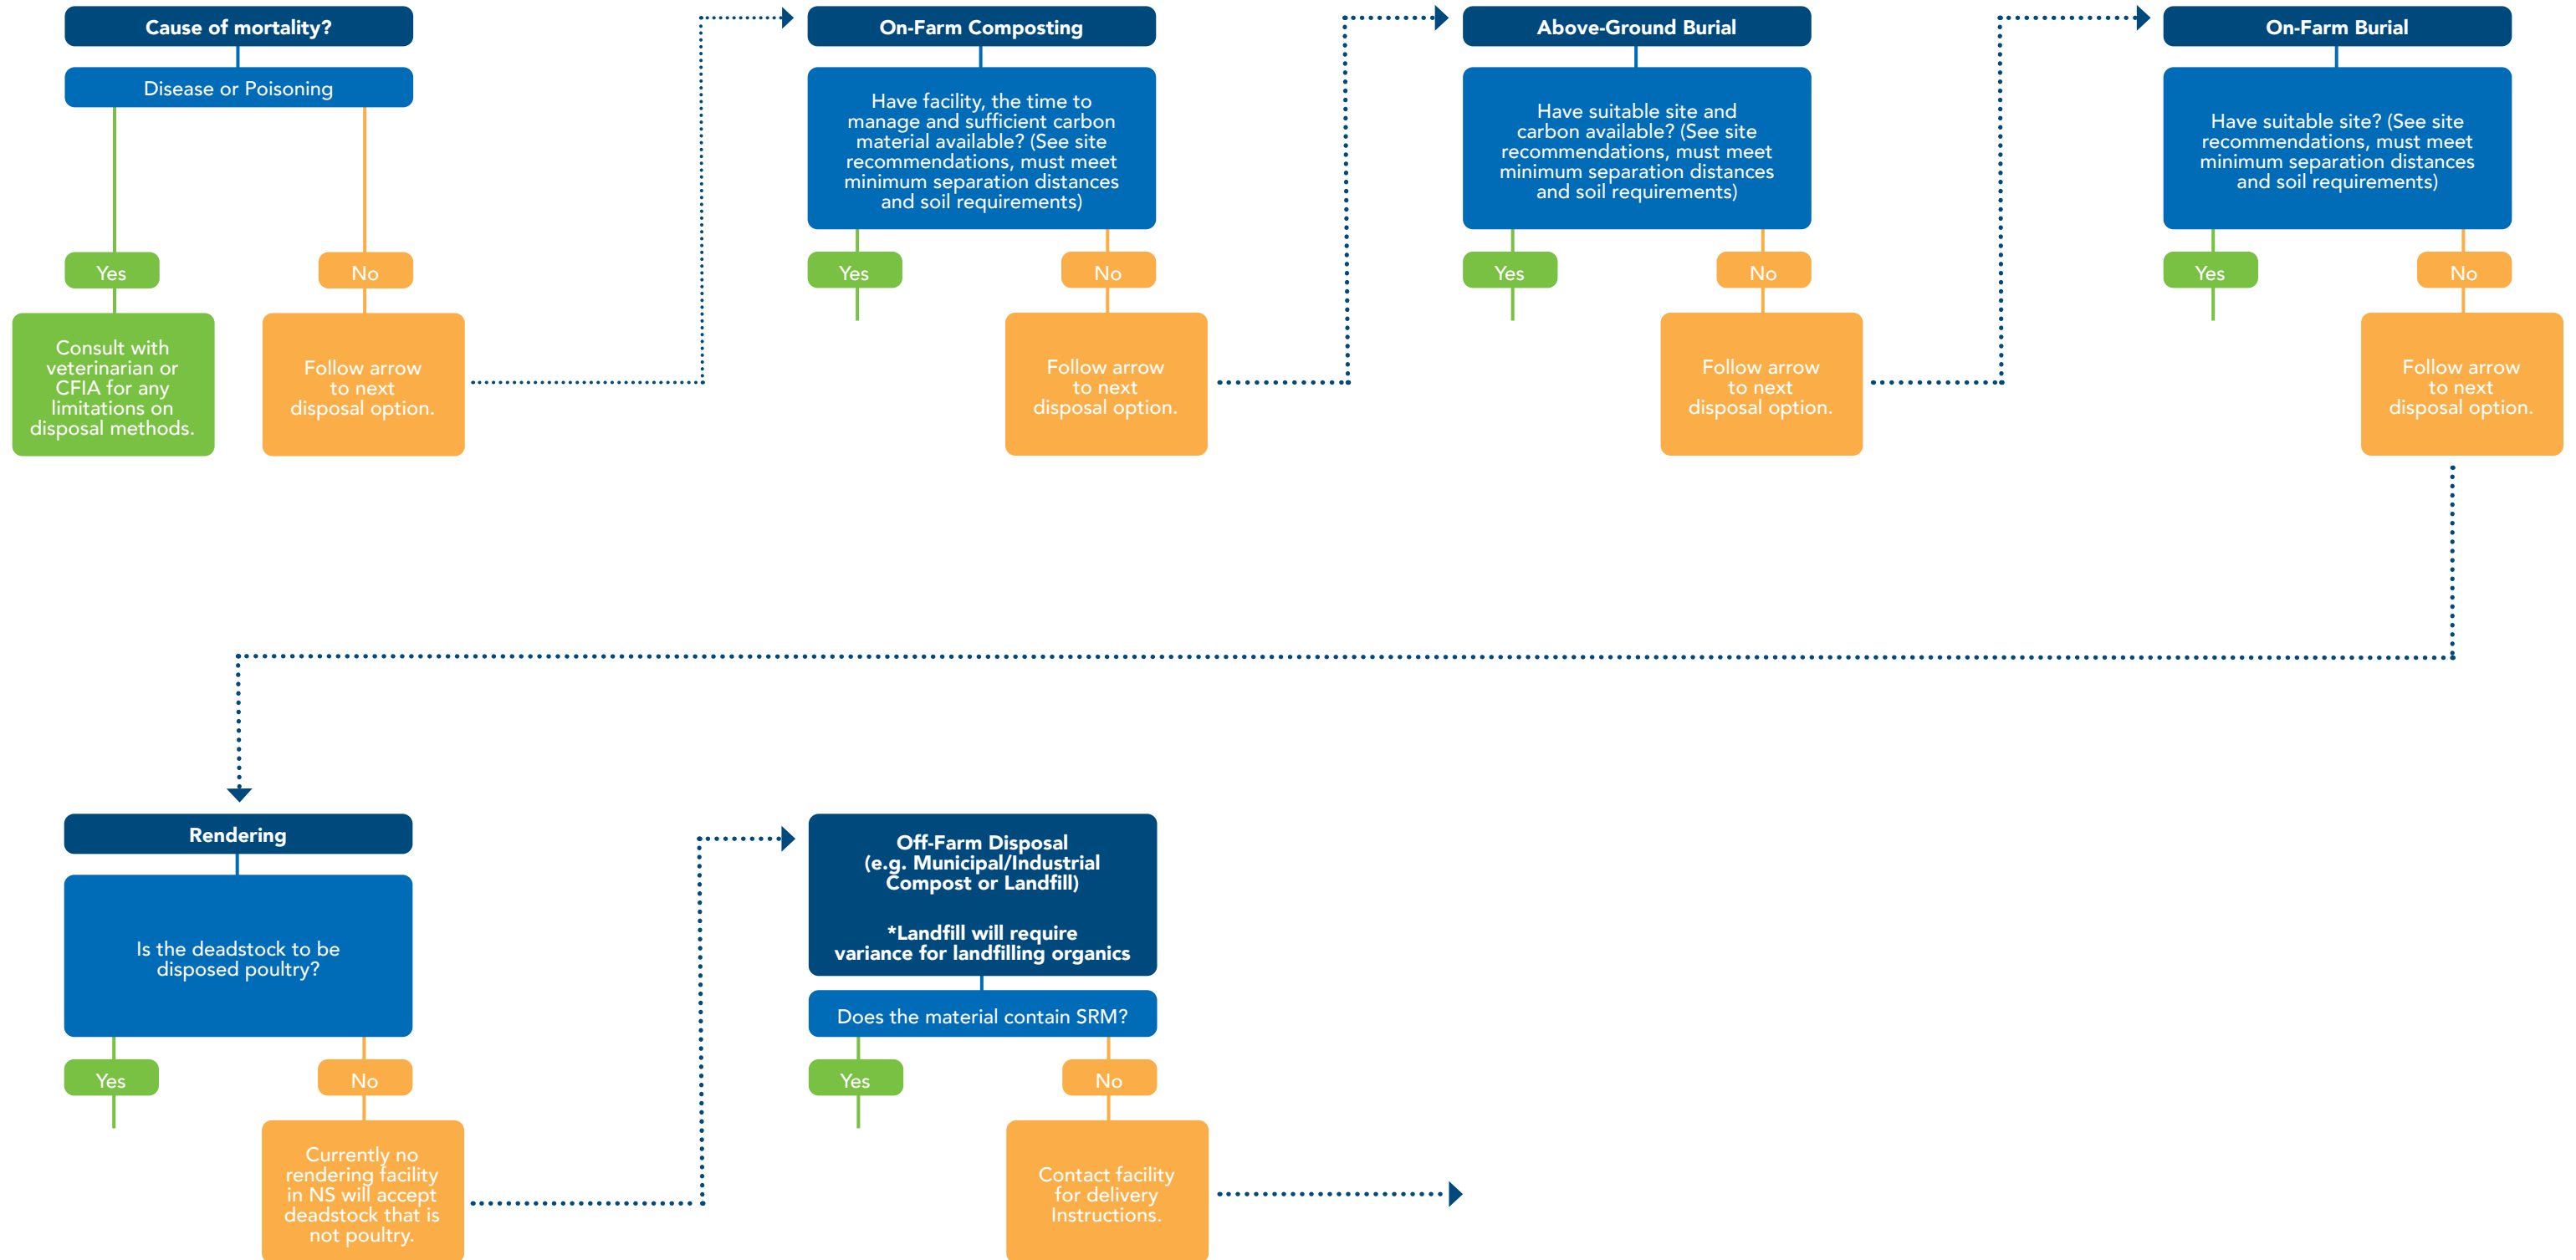 Cause of mortality?
Disease or Poisoning
Yes
No
Consult with
veterinarian or
CFIA for any
limitations on
disposal methods.
Follow arrow
to next
disposal option.
On-Farm Composting
Have facility, the time to
manage and sufficient carbon
material available? (See site
recommendations, must meet
minimum separation distances
and soil requirements)
Yes
No
Follow arrow
to next
disposal option.
Above-Ground Burial
Have suitable site and
carbon available? (See site
recommendations, must meet
minimum separation distances
and soil requirements)
Yes
No
Follow arrow
to next
disposal option.
On-Farm Burial
Have suitable site? (See site
recommendations, must meet
minimum separation distances
and soil requirements)
Yes
No
Follow arrow
to next
disposal option.
Rendering
Is the deadstock to be
disposed poultry?
Yes
No
Currently no
rendering facility
in NS will accept
deadstock that is
not poultry.
Off-Farm Disposal
(e.g. Municipal/Industrial
Compost or Landfill)
*Landfill will require
variance for landfilling organics
Does the material contain SRM?
Yes
No
Contact facility
for delivery
Instructions.